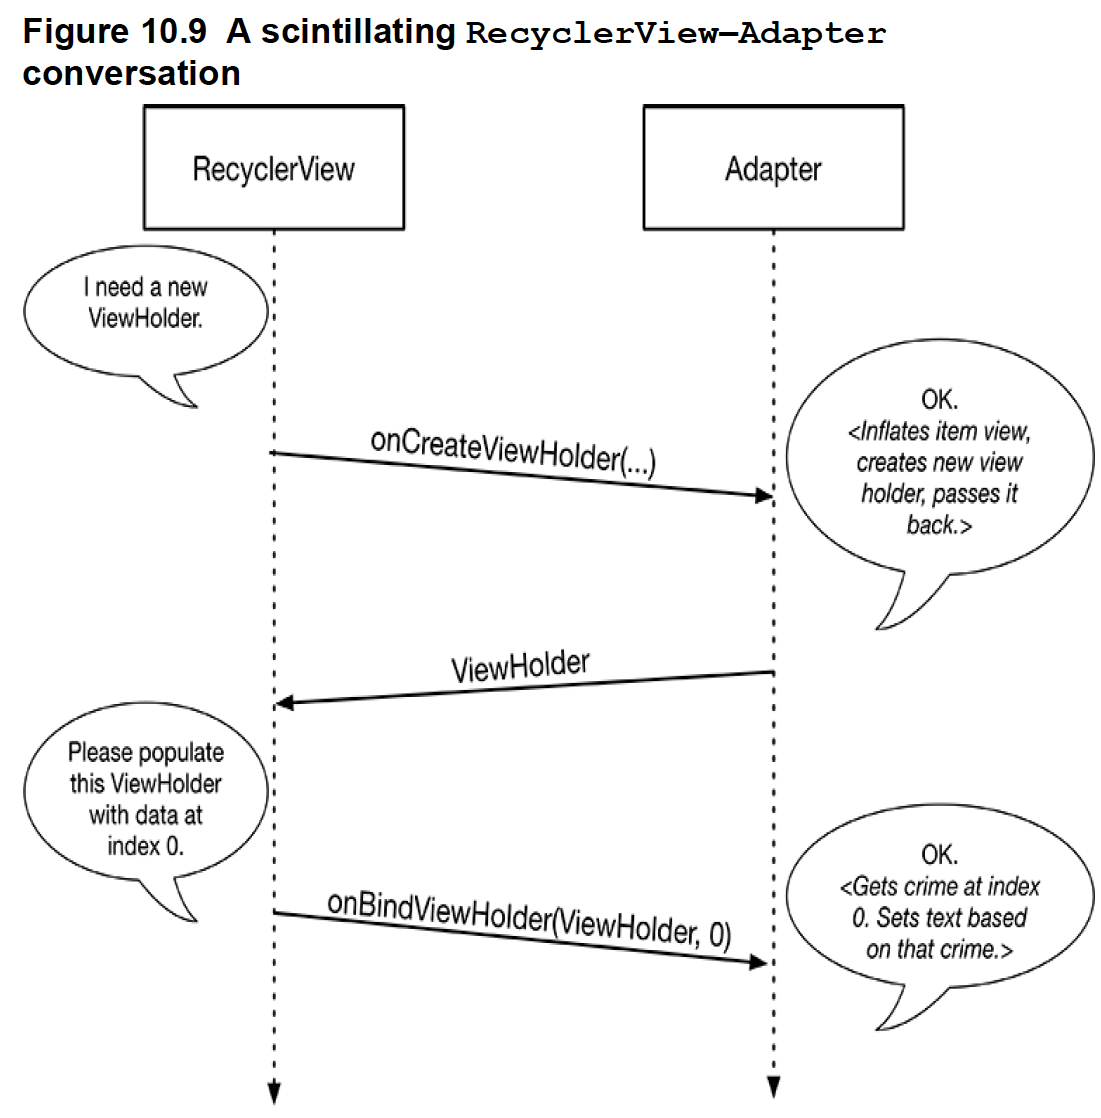 Figure 10.9 A scintillating RecyclerView–Adapter
conversation
RecyclerView
Adapter
I need a new
ViewHolder.
onCreateViewHolder(...)
OK.
<Inflates item view,
creates new view
holder, passes it
back.>
ViewHolder
Please populate
this ViewHolder
with data at
index 0.
onBindViewHolder(ViewHolder, 0)
OK.
<Gets crime at index
0. Sets text based
on that crime.>